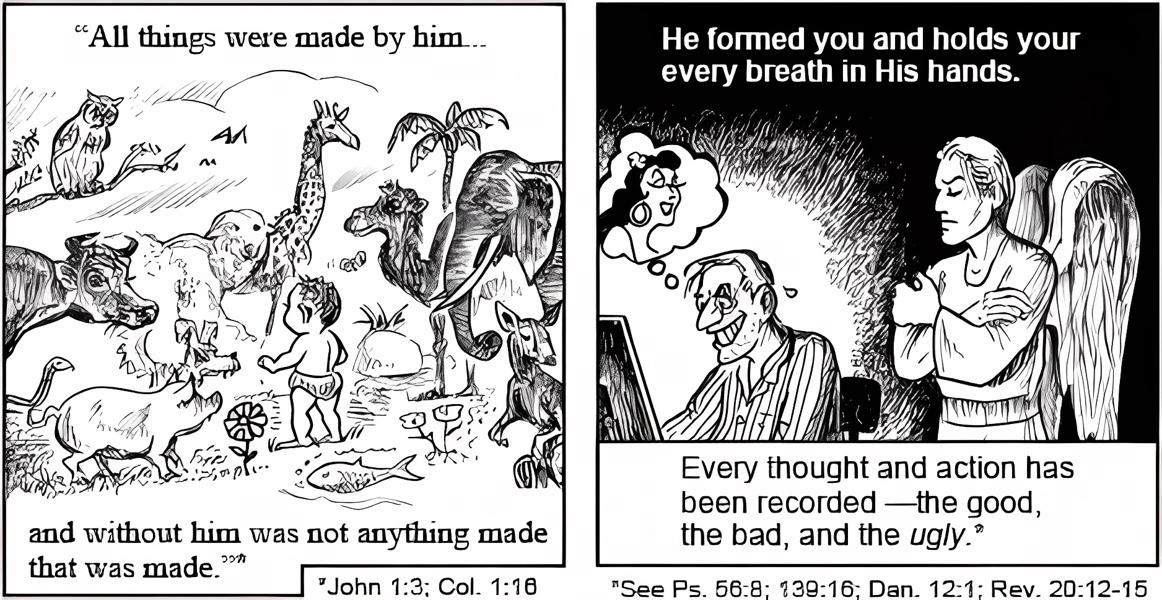 “All things were made by him...
and without him was not anything made
that was made.”*
*John 1:3; Col. 1:16
He formed you and holds your
every breath in His hands.
Every thought and action has
been recorded —the good,
the bad, and the ugly.*
*See Ps. 56:8; 139:16; Dan. 12:1; Rev. 20:12-15